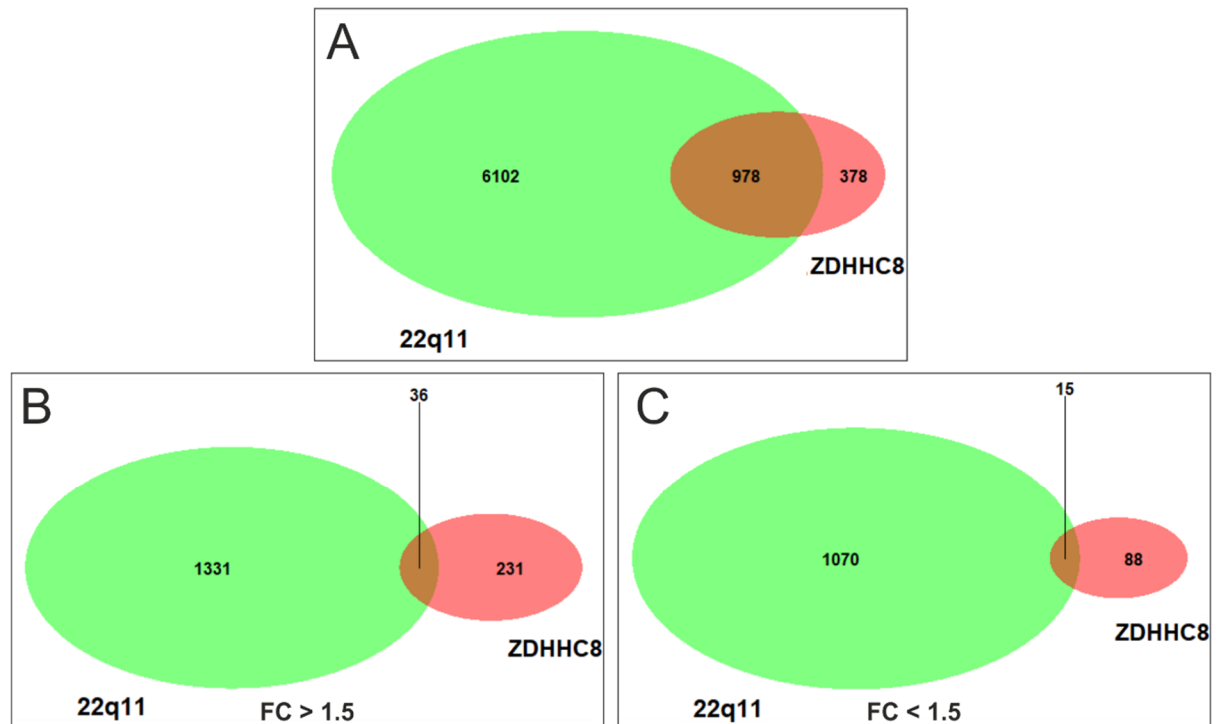 A
6102
978
378
ZDHHC8
22q11
B
36
1331
231
ZDHHC8
22q11
FC > 1.5
C
15
1070
88
ZDHHC8
22q11
FC < 1.5